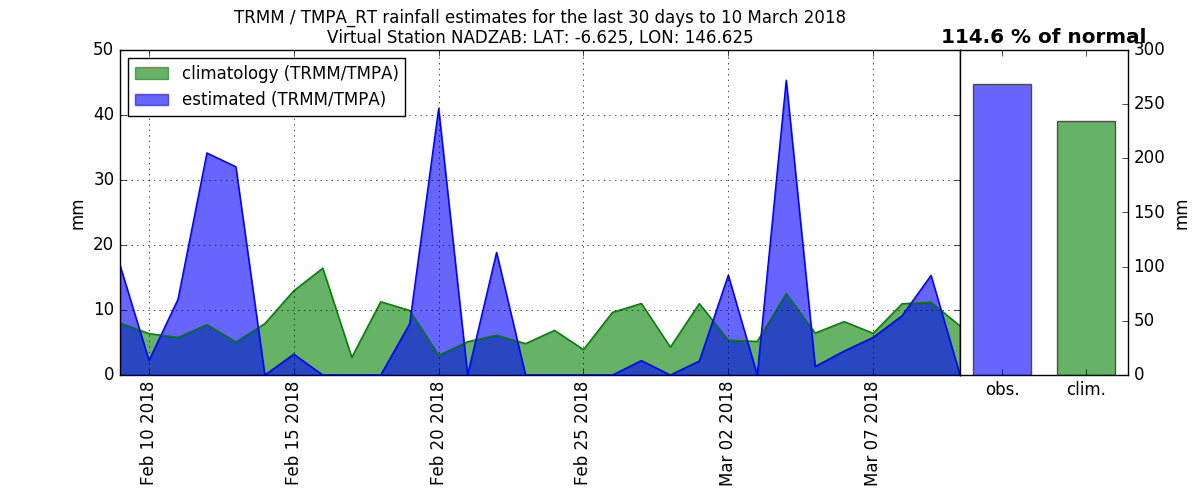 TRMM / TMPA_RT rainfall estimates for the last 30 days to 10 March 2018
Virtual Station NADZAB: LAT: -6.625, LON: 146.625
114.6 % of normal
climatology (TRMM/TMPA)
estimated (TRMM/TMPA)
50
40
30
20
10
0
mm
Feb 10 2018
Feb 15 2018
Feb 20 2018
Feb 25 2018
Mar 02 2018
Mar 07 2018
300
250
200
150
100
50
0
mm
obs.
clim.